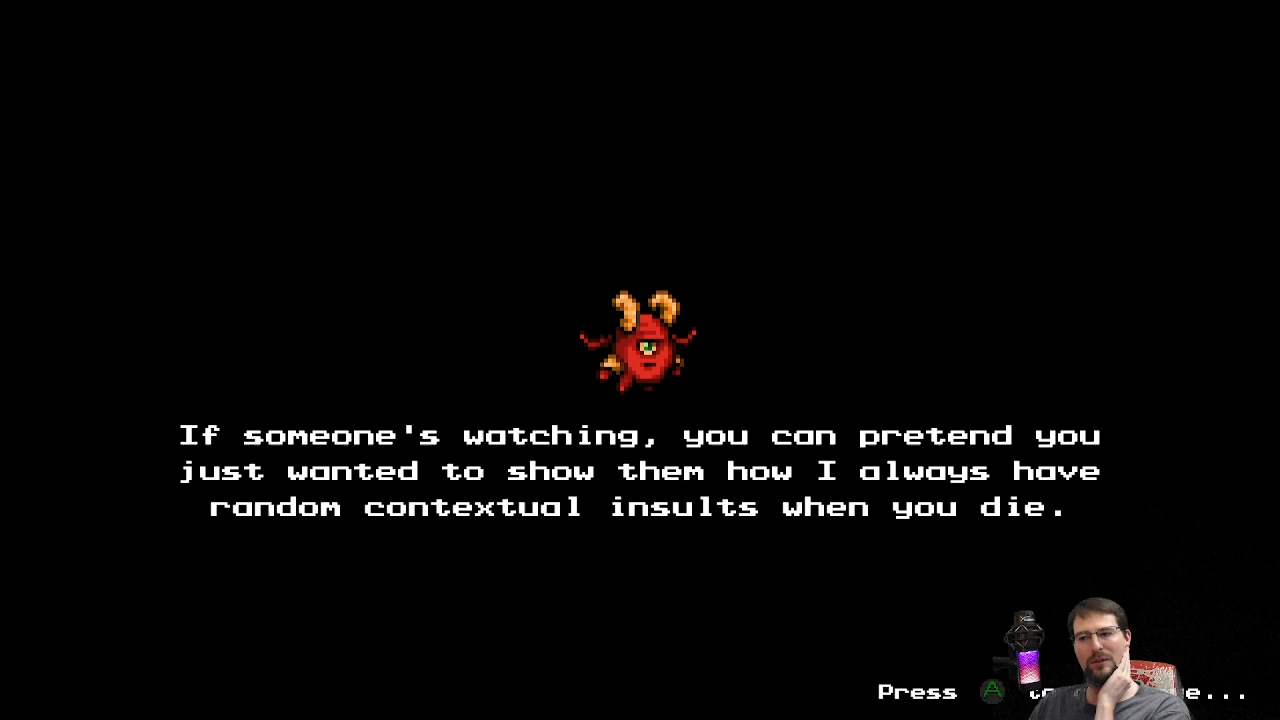 If someone's watching, you can pretend you
just wanted to show them how I always have
random contextual insults when you die.
Press A